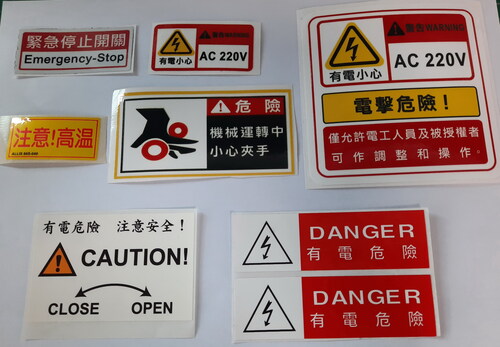 緊急停止開關
Emergency-Stop
警告WARNING
有電小心
AC 220V
警告WARNING
有電小心
AC 220V
電擊危險！
僅允許電工人員及被授權者
可作調整和操作。
注意!高溫
危險
機械運轉中
小心夾手
有電危險 注意安全！
CAUTION!
CLOSE OPEN
DANGER
有電危險
DANGER
有電危險